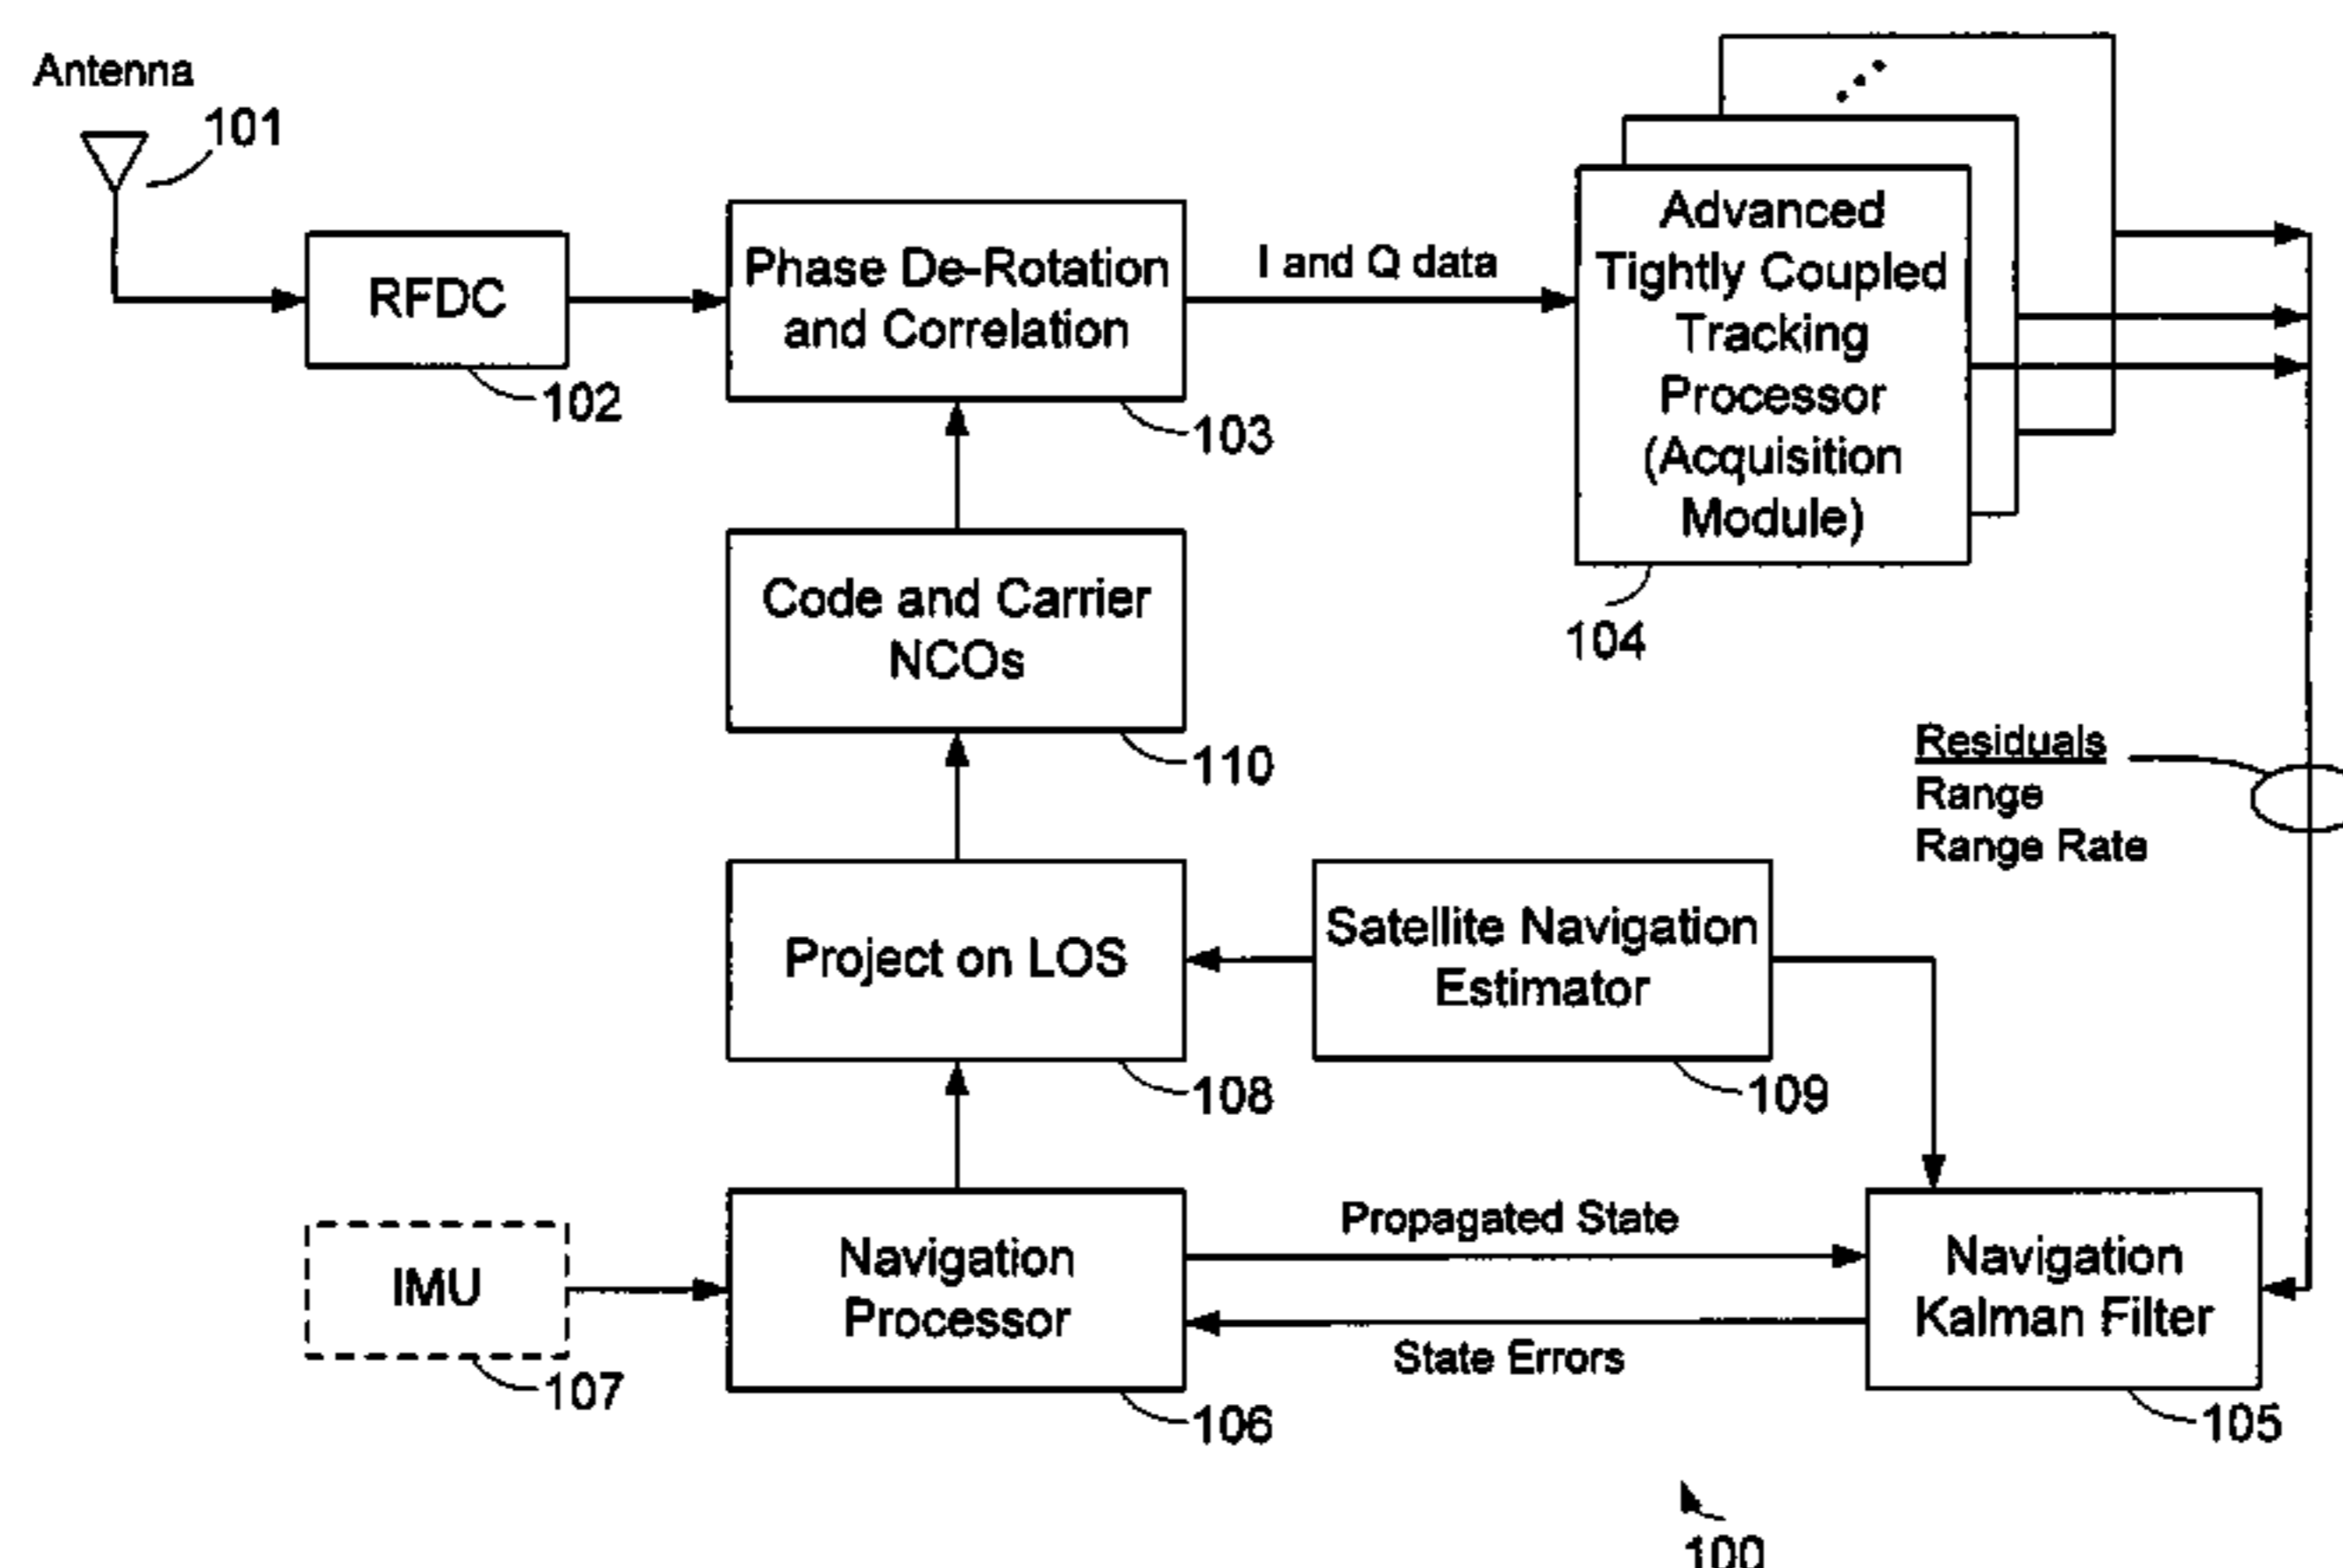 Antenna
101
RFDC
102
Phase De-Rotation
and Correlation
103
I and Q data
Advanced
Tightly Coupled
Tracking
Processor
(Acquisition
Module)
104
Code and Carrier
NCOs
110
Residuals
Range
Range Rate
Project on LOS
108
Satellite Navigation
Estimator
109
IMU
107
Navigation
Processor
106
Propagated State
State Errors
Navigation
Kalman Filter
105
100